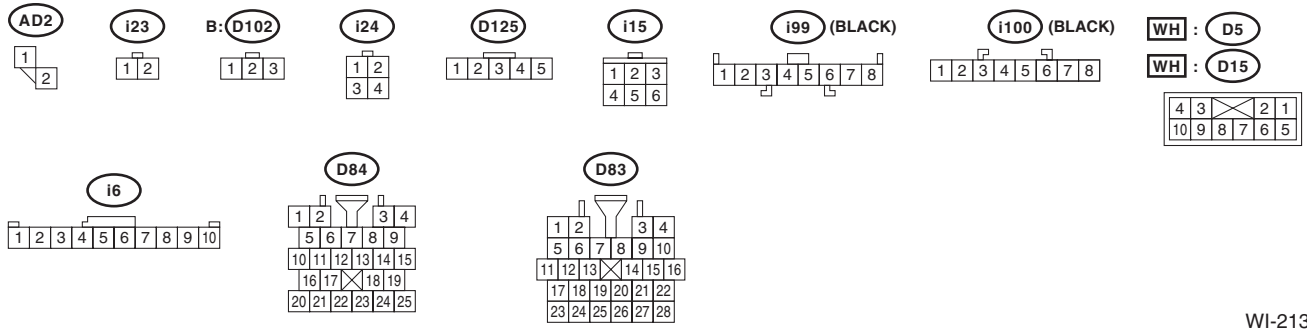 AD2
1
2
i23
1 2
B: D102
1 2 3
i24
1 2
3 4
D125
1 2 3 4 5
i15
1 2 3
4 5 6
i99 (BLACK)
1 2 3 4 5 6 7 8
i100 (BLACK)
1 2 3 4 5 6 7 8
WH : D5
WH : D15
4 3 2 1
10 9 8 7 6 5
i6
1 2 3 4 5 6 7 8 9 10
D84
1 2 3 4
5 6 7 8 9
10 11 12 13 14 15
16 17 18 19
20 21 22 23 24 25
D83
1 2 3 4
5 6 7 8 9 10
11 12 13 14 15 16
17 18 19 20 21 22
23 24 25 26 27 28